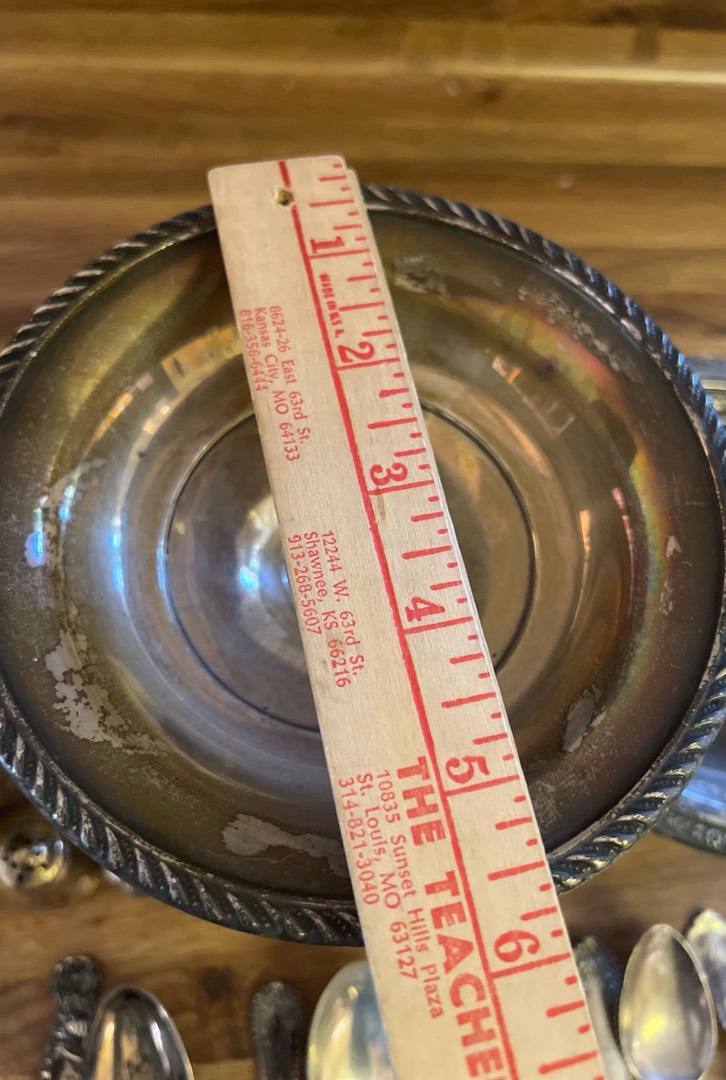 1
MADE IN U.S.A.
2
3
4
5
6
8624-26 East 63rd St.
Kansas City, MO 64133
816-356-6444
12244 W. 63rd St.
Shawnee, KS 66216
913-268-5607
10835 Sunset Hills Plaza
St. Louis, MO 63127
314-821-3040
THE TEACHE